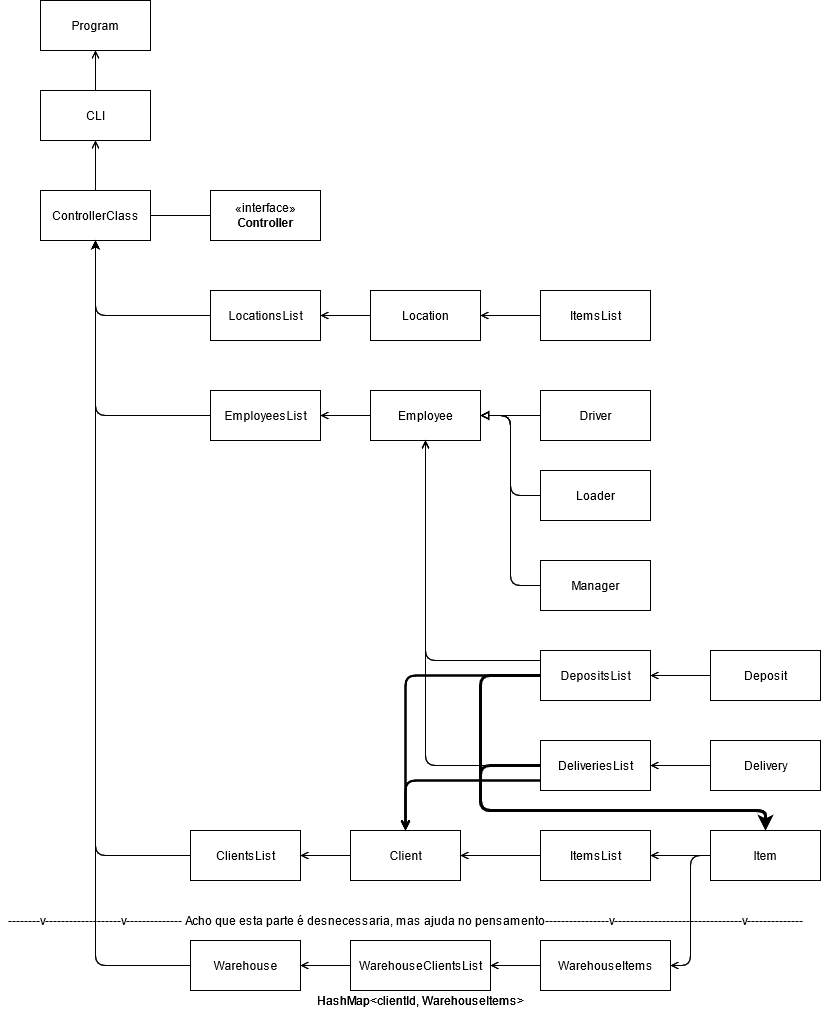 Program
CLI
ControllerClass
«interface»
Controller
LocationsList
Location
ItemsList
EmployeesList
Employee
Driver
Loader
Manager
DepositsList
Deposit
DeliveriesList
Delivery
ClientsList
Client
ItemsList
Item
--------v--------------------v-------------- Acho que esta parte é desnecessaria, mas ajuda no pensamento----------------v---------------------------------v--------------
Warehouse
WarehouseClientsList
WarehouseItems
HashMap<clientId, WarehouseItems>